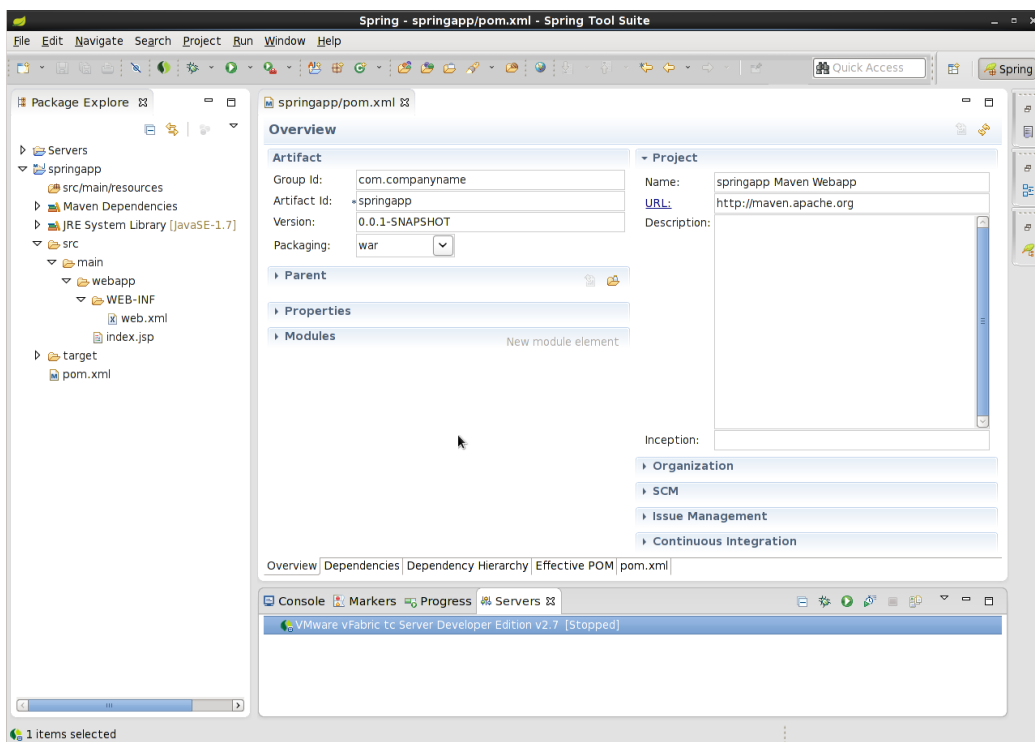 Spring - springapp/pom.xml - Spring Tool Suite
File Edit Navigate Search Project Run Window Help
Quick Access
Spring
Package Explore
Servers
springapp
src/main/resources
Maven Dependencies
JRE System Library [JavaSE-1.7]
src
main
webapp
WEB-INF
web.xml
index.jsp
target
pom.xml
springapp/pom.xml
Overview
Artifact
Group Id: com.companyname
Artifact Id: springapp
Version: 0.0.1-SNAPSHOT
Packaging: war
Parent
Properties
Modules
New module element
Project
Name: springapp Maven Webapp
URL: http://maven.apache.org
Description:
Inception:
Organization
SCM
Issue Management
Continuous Integration
Overview Dependencies Dependency Hierarchy Effective POM pom.xml
Console Markers Progress Servers
VMware vFabric tc Server Developer Edition v2.7 [Stopped]
1 items selected